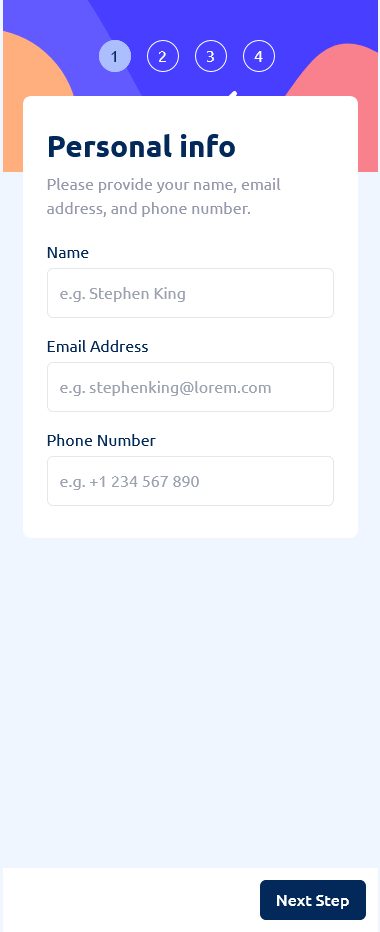 1 2 3 4
Personal info
Please provide your name, email
address, and phone number.
Name
e.g. Stephen King
Email Address
e.g. stephenking@lorem.com
Phone Number
e.g. +1 234 567 890
Next Step